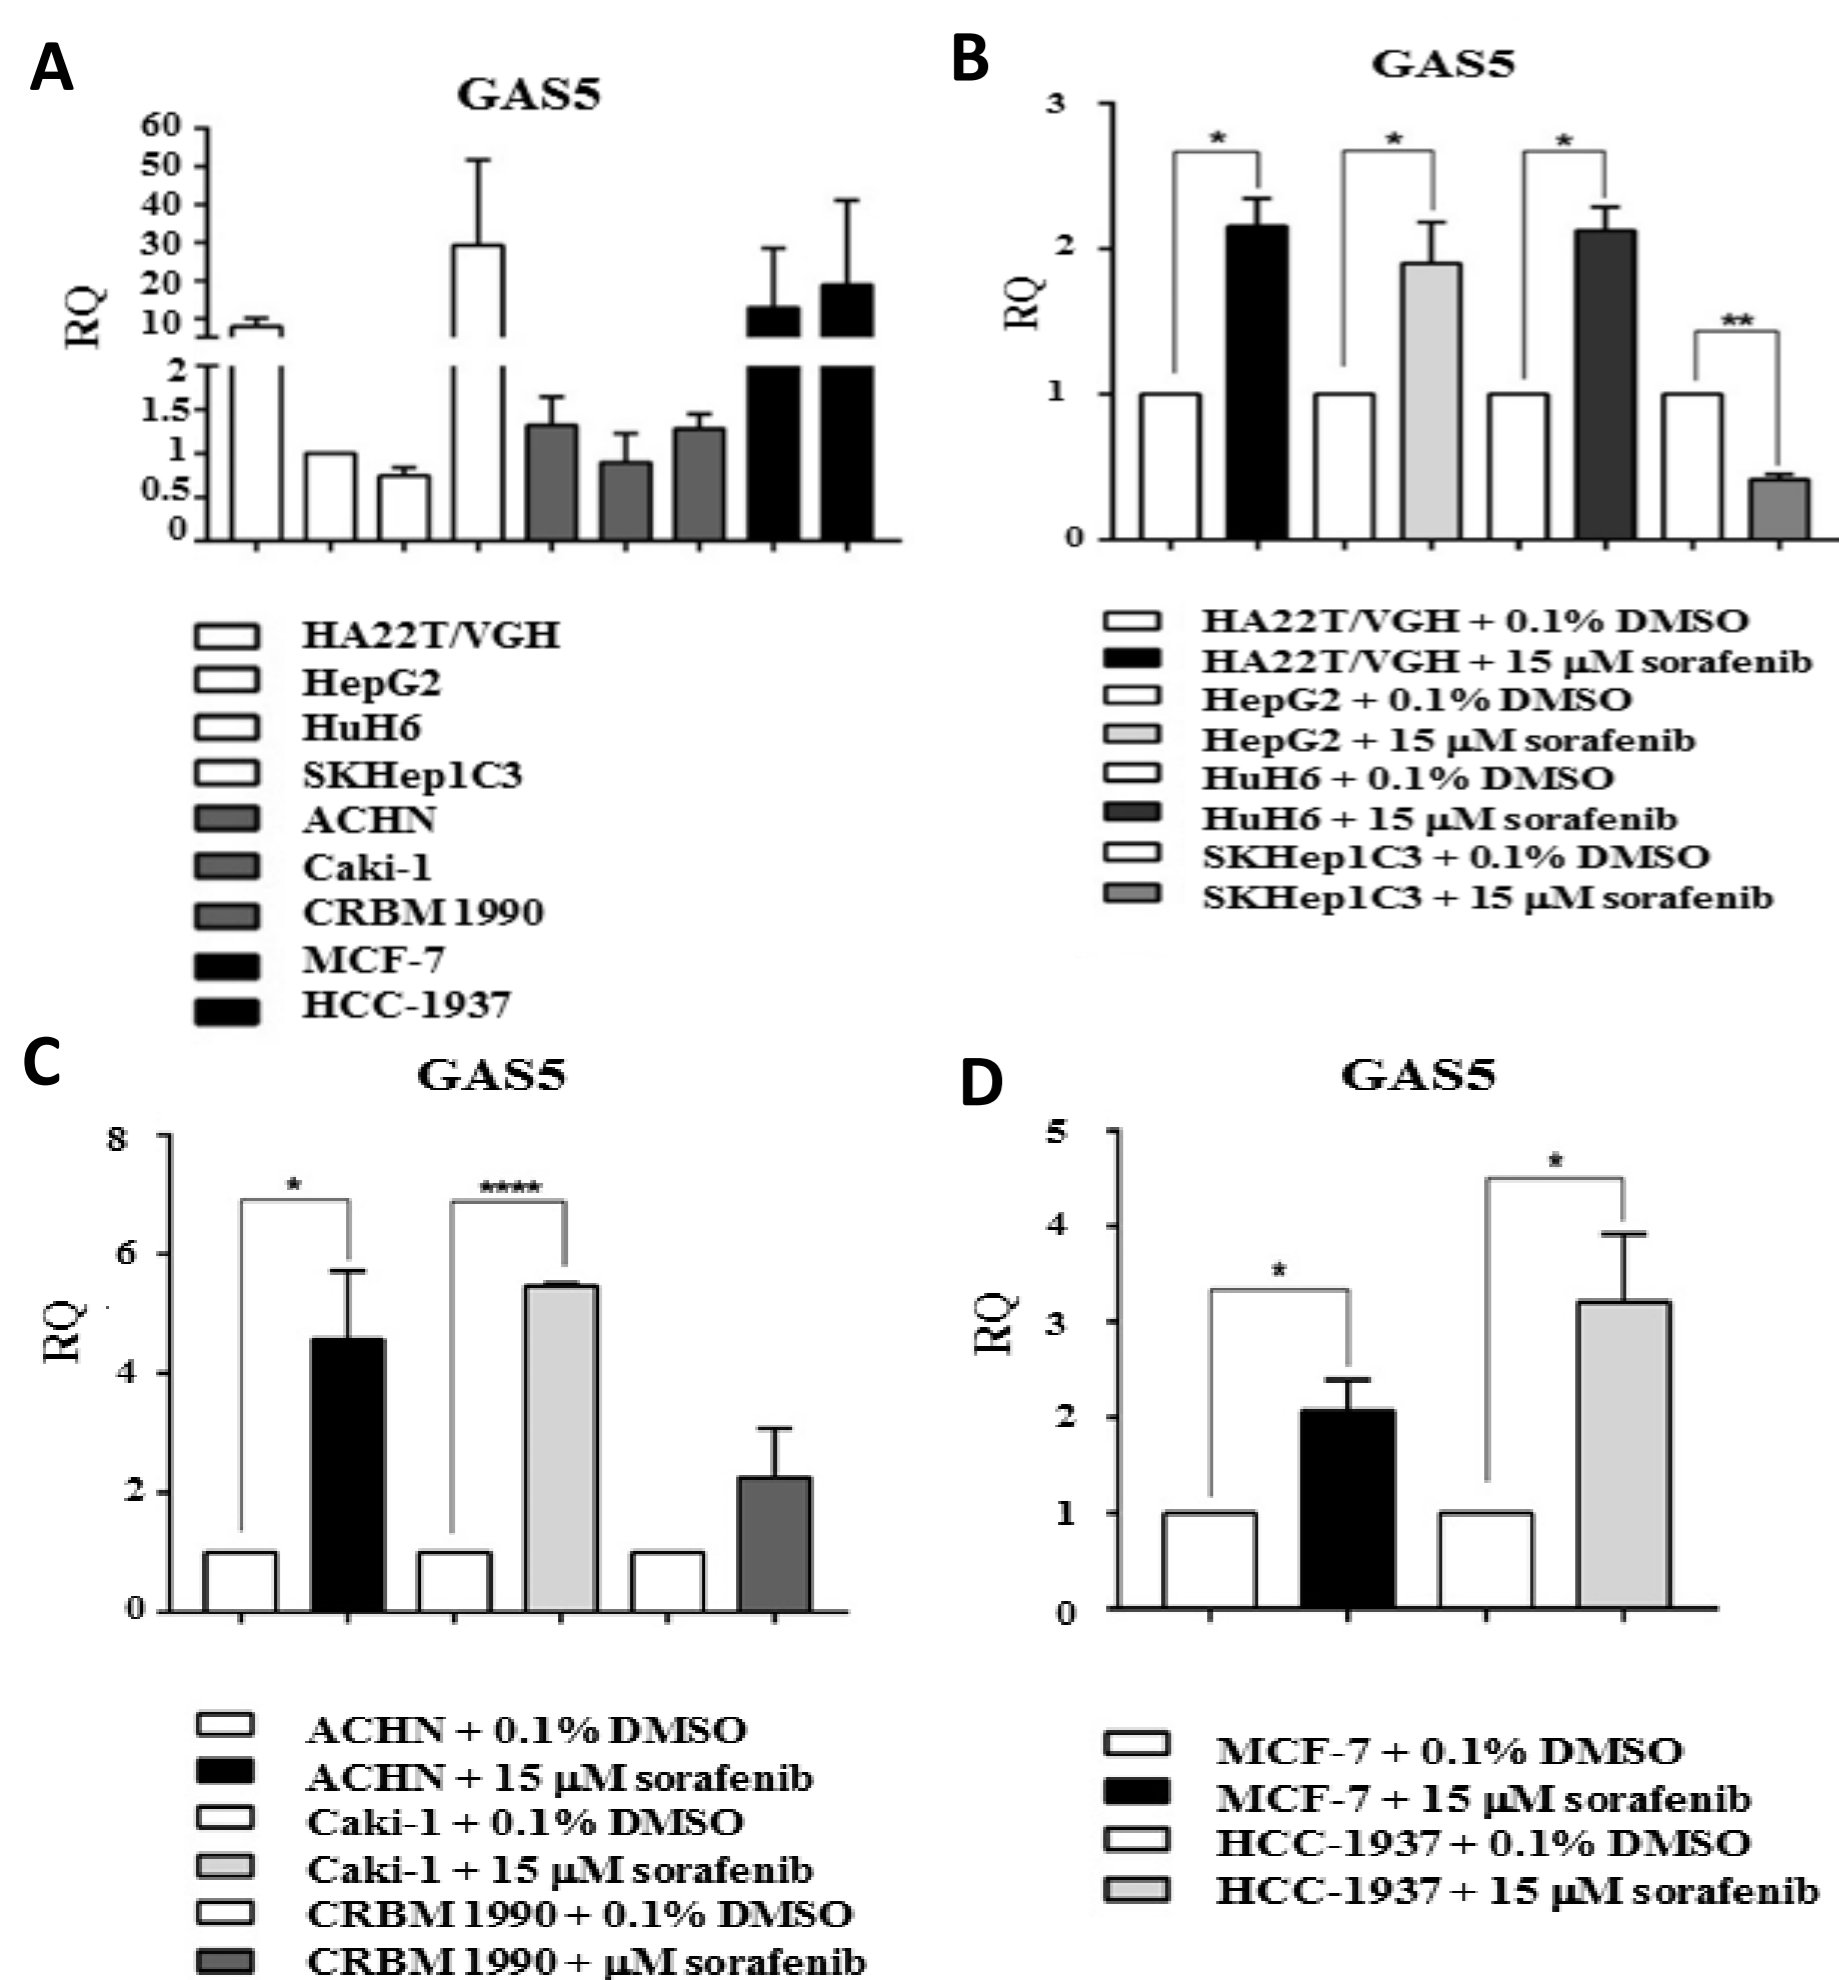 A
GAS5
60
50
40
30
20
10
2
1.5
1
0.5
0
RQ
HA22T/VGH
HepG2
HuH6
SKHep1C3
ACHN
Caki-1
CRBM 1990
MCF-7
HCC-1937
B
GAS5
3
2
1
0
RQ
*
*
*
**
HA22T/VGH + 0.1% DMSO
HA22T/VGH + 15 μM sorafenib
HepG2 + 0.1% DMSO
HepG2 + 15 μM sorafenib
HuH6 + 0.1% DMSO
HuH6 + 15 μM sorafenib
SKHep1C3 + 0.1% DMSO
SKHep1C3 + 15 μM sorafenib
C
GAS5
8
6
4
2
0
RQ
*
****
ACHN + 0.1% DMSO
ACHN + 15 μM sorafenib
Caki-1 + 0.1% DMSO
Caki-1 + 15 μM sorafenib
CRBM 1990 + 0.1% DMSO
CRBM 1990 + μM sorafenib
D
GAS5
5
4
3
2
1
0
RQ
*
*
MCF-7 + 0.1% DMSO
MCF-7 + 15 μM sorafenib
HCC-1937 + 0.1% DMSO
HCC-1937 + 15 μM sorafenib